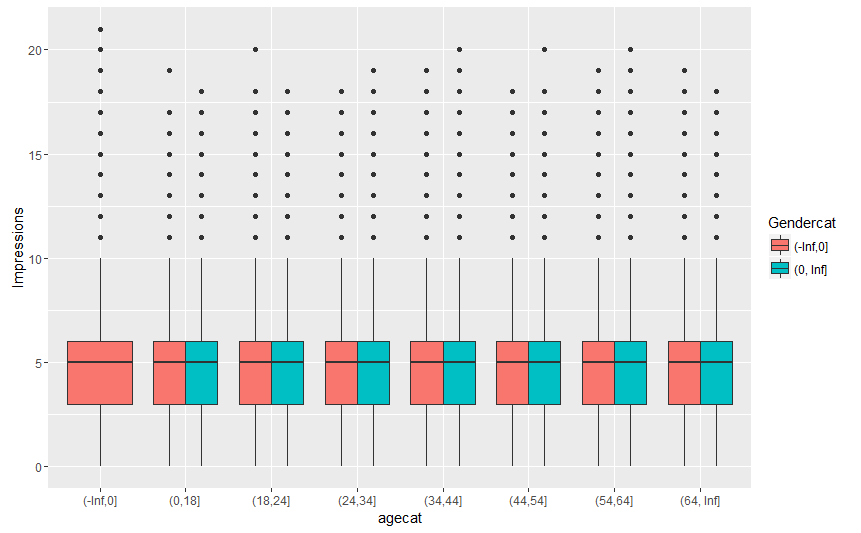 20
15
10
5
0
Impressions
(-Inf,0]
(0,18]
(18,24]
(24,34]
(34,44]
(44,54]
(54,64]
(64, Inf]
agecat
Gendercat
(-Inf,0]
(0, Inf]